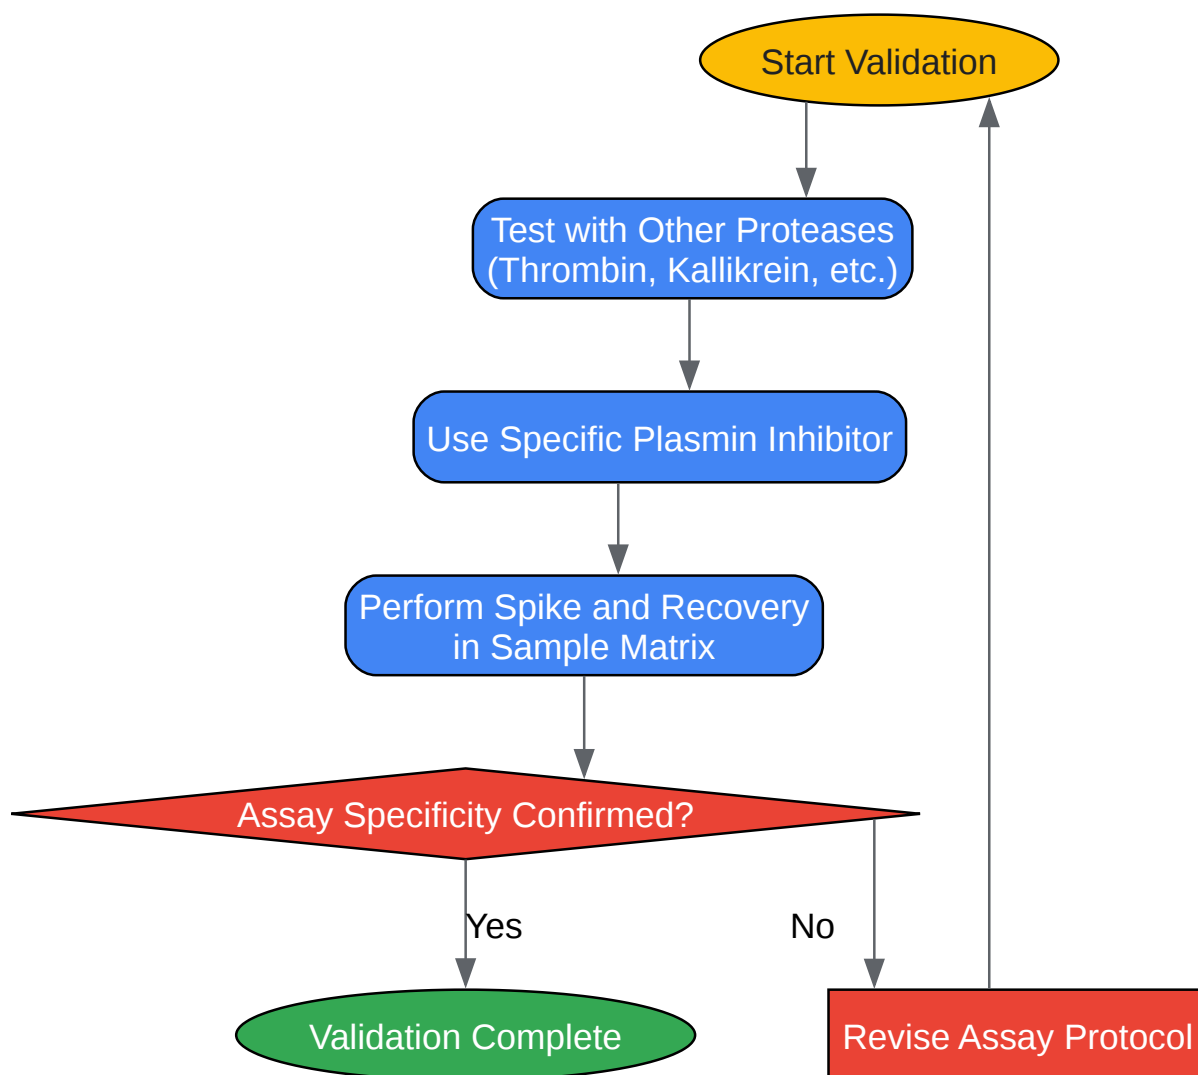 Start Validation
Test with Other Proteases
(Thrombin, Kallikrein, etc.)
Use Specific Plasmin Inhibitor
Perform Spike and Recovery
in Sample Matrix
Assay Specificity Confirmed?
Yes
No
Validation Complete
Revise Assay Protocol